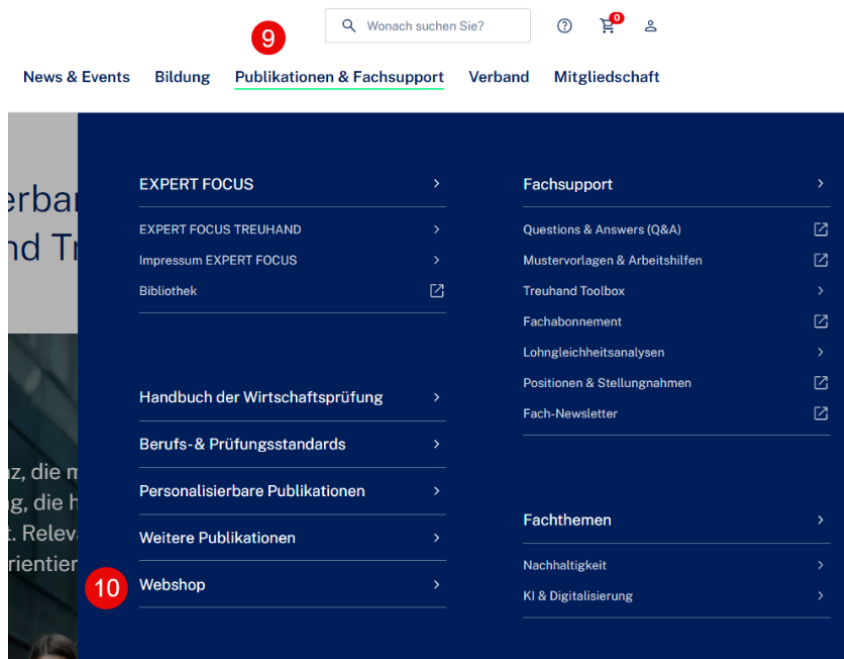 Wonach suchen Sie?
0
9
News & Events Bildung Publikationen & Fachsupport Verband Mitgliedschaft
EXPERT FOCUS
EXPERT FOCUS TREUHAND
Impressum EXPERT FOCUS
Bibliothek
Handbuch der Wirtschaftsprüfung
Berufs- & Prüfungsstandards
Personalisierbare Publikationen
Weitere Publikationen
10
Webshop
Fachsupport
Questions & Answers (Q&A)
Mustervorlagen & Arbeitshilfen
Treuhand Toolbox
Fachabonnement
Lohngleichheitsanalysen
Positionen & Stellungnahmen
Fach-Newsletter
Fachthemen
Nachhaltigkeit
KI & Digitalisierung
z, die
g, die